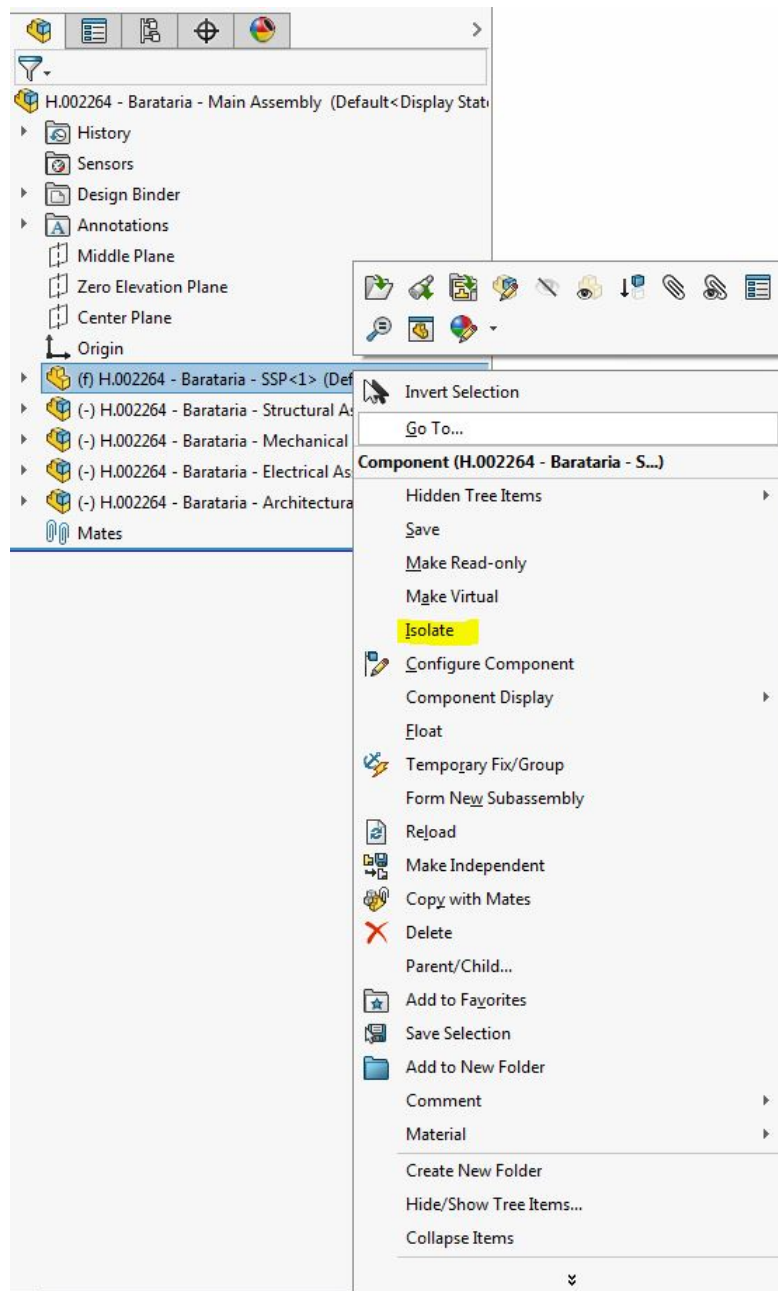 H.002264 - Barataria - Main Assembly (Default<Display State
History
Sensors
Design Binder
A Annotations
Middle Plane
Zero Elevation Plane
Center Plane
Origin
(f) H.002264 - Barataria - SSP<1> (Def
(-) H.002264 - Barataria - Structural As
(-) H.002264 - Barataria - Mechanical
(-) H.002264 - Barataria - Electrical As
(-) H.002264 - Barataria - Architectura
Mates
Invert Selection
Go To...
Component (H.002264 - Barataria - S...)
Hidden Tree Items
Save
Make Read-only
Make Virtual
Isolate
Configure Component
Component Display
Float
Temporary Fix/Group
Form New Subassembly
Reload
Make Independent
Copy with Mates
Delete
Parent/Child...
Add to Favorites
Save Selection
Add to New Folder
Comment
Material
Create New Folder
Hide/Show Tree Items...
Collapse Items